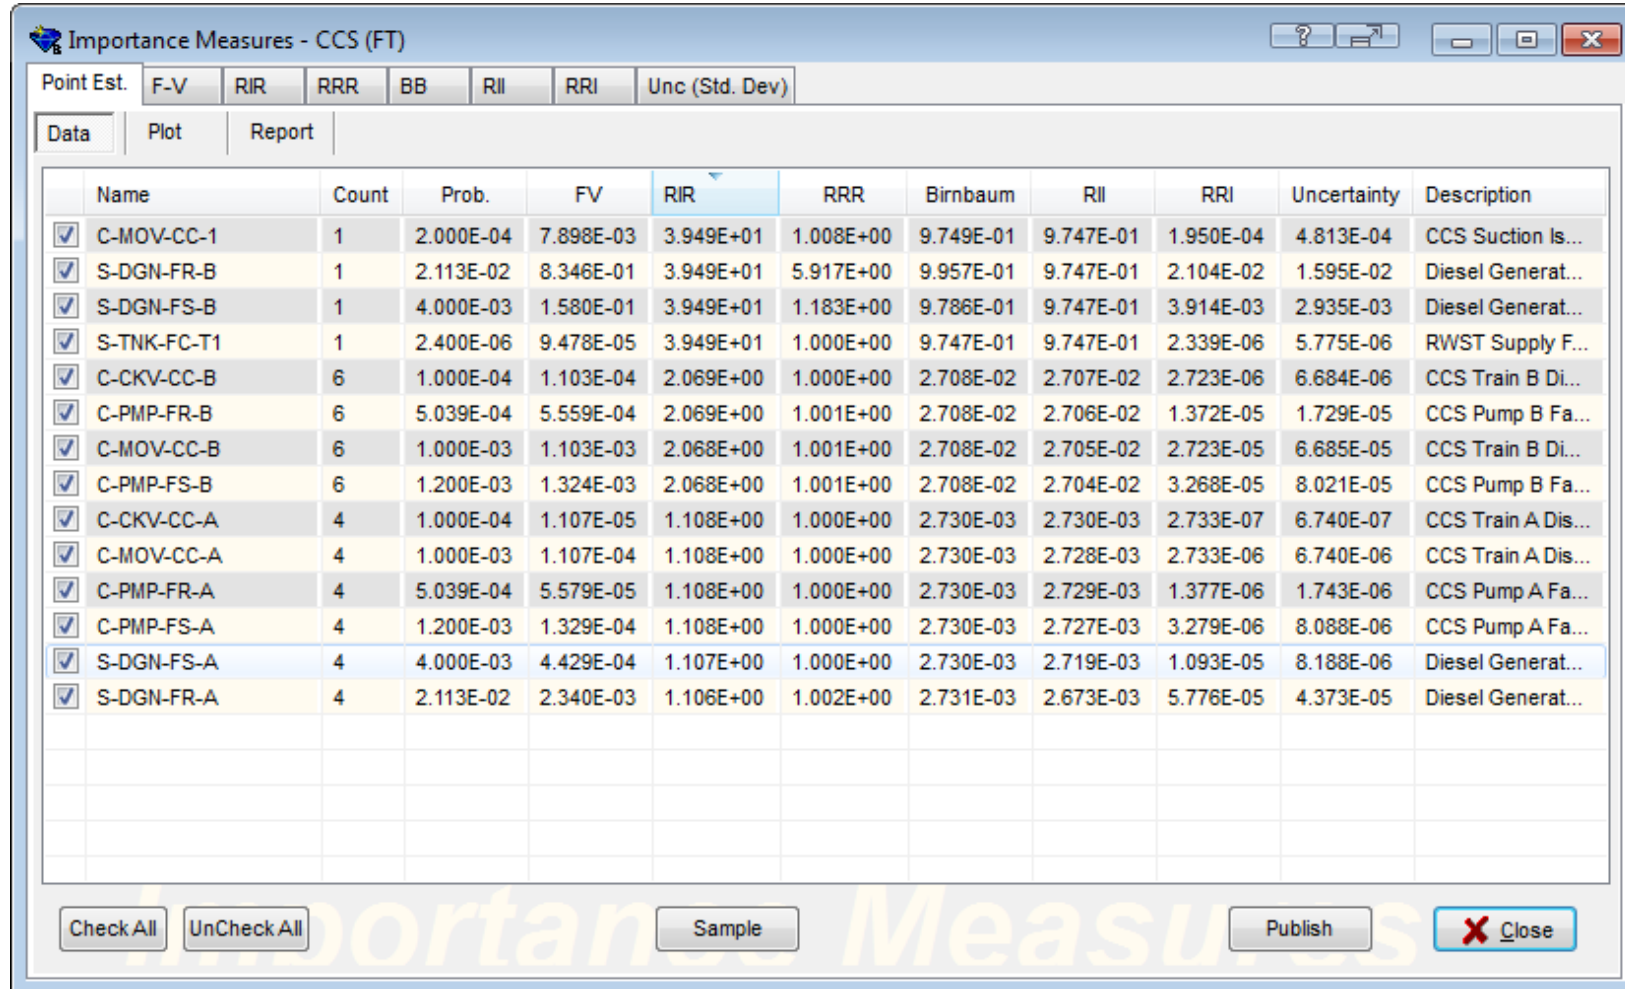 Importance Measures - CCS (FT)
Point Est. F-V RIR RRR BB RII RRI Unc (Std. Dev)
Data Plot Report
Name Count Prob. FV RIR RRR Birnbaum RII RRI Uncertainty Description
C-MOV-CC-1 1 2.000E-04 7.898E-03 3.949E+01 1.008E+00 9.749E-01 9.747E-01 1.950E-04 4.813E-04 CCS Suction Is...
S-DGN-FR-B 1 2.113E-02 8.346E-01 3.949E+01 5.917E+00 9.957E-01 9.747E-01 2.104E-02 1.595E-02 Diesel Generat...
S-DGN-FS-B 1 4.000E-03 1.580E-01 3.949E+01 1.183E+00 9.786E-01 9.747E-01 3.914E-03 2.935E-03 Diesel Generat...
S-TNK-FC-T1 1 2.400E-06 9.478E-05 3.949E+01 1.000E+00 9.747E-01 9.747E-01 2.339E-06 5.775E-06 RWST Supply F...
C-CKV-CC-B 6 1.000E-04 1.103E-04 2.069E+00 1.000E+00 2.708E-02 2.707E-02 2.723E-06 6.684E-06 CCS Train B Di...
C-PMP-FR-B 6 5.039E-04 5.559E-04 2.069E+00 1.001E+00 2.708E-02 2.706E-02 1.372E-05 1.729E-05 CCS Pump B Fa...
C-MOV-CC-B 6 1.000E-03 1.103E-03 2.068E+00 1.001E+00 2.708E-02 2.705E-02 2.723E-05 6.685E-05 CCS Train B Di...
C-PMP-FS-B 6 1.200E-03 1.324E-03 2.068E+00 1.001E+00 2.708E-02 2.704E-02 3.268E-05 8.021E-05 CCS Pump B Fa...
C-CKV-CC-A 4 1.000E-04 1.107E-05 1.108E+00 1.000E+00 2.730E-03 2.730E-03 2.733E-07 6.740E-07 CCS Train A Dis...
C-MOV-CC-A 4 1.000E-03 1.107E-04 1.108E+00 1.000E+00 2.730E-03 2.728E-03 2.733E-06 6.740E-06 CCS Train A Dis...
C-PMP-FR-A 4 5.039E-04 5.579E-05 1.108E+00 1.000E+00 2.730E-03 2.729E-03 1.377E-06 1.743E-06 CCS Pump A Fa...
C-PMP-FS-A 4 1.200E-03 1.329E-04 1.108E+00 1.000E+00 2.730E-03 2.727E-03 3.279E-06 8.088E-06 CCS Pump A Fa...
S-DGN-FS-A 4 4.000E-03 4.429E-04 1.107E+00 1.000E+00 2.730E-03 2.719E-03 1.093E-05 8.188E-06 Diesel Generat...
S-DGN-FR-A 4 2.113E-02 2.340E-03 1.106E+00 1.002E+00 2.731E-03 2.673E-03 5.776E-05 4.373E-05 Diesel Generat...
Importance Measures
Check All UnCheck All Sample Publish Close